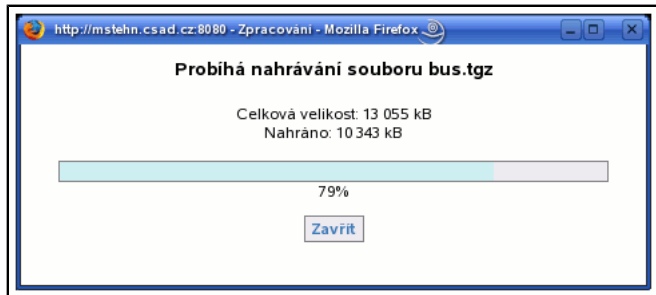 http://mstehn.csad.cz:8080 - Zpracování - Mozilla Firefox
Probíhá nahrávání souboru bus.tgz
Celková velikost: 13 055 kB
Nahráno: 10 343 kB
79%
Zavřít